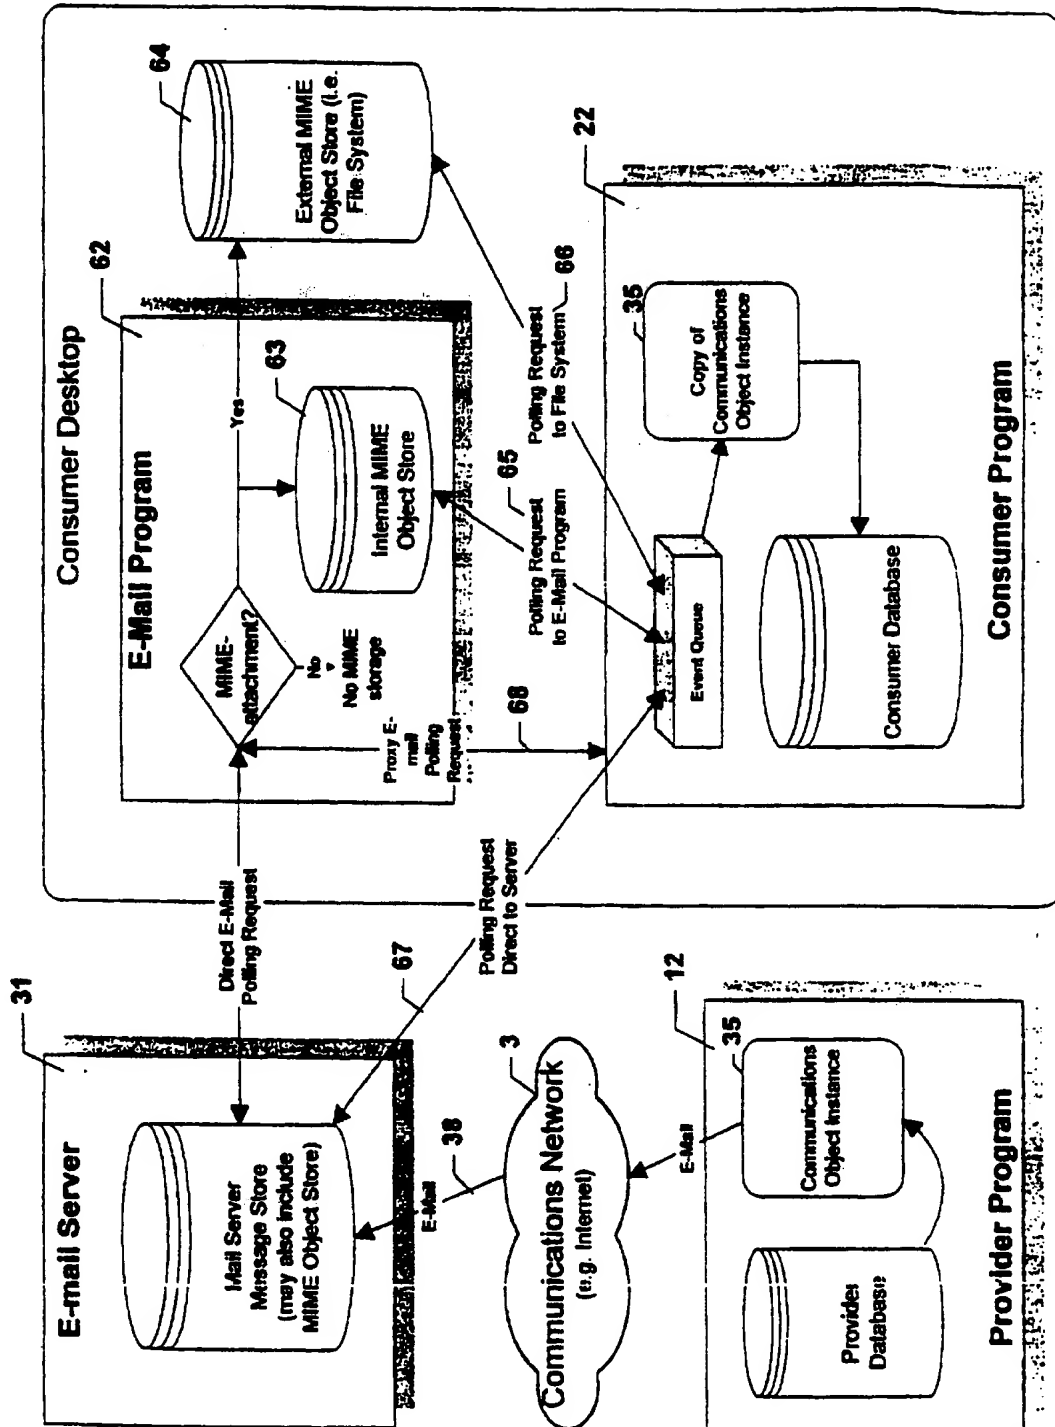 Consumer Desktop
E-mail Server
31
Mail Server
Message Store
(may also include
MIME Object Store)
Direct E-Mail
Polling Request
E-Mail Program
62
MIME-
attachment?
Yes
No
No MIME
storage
Internal MIME
Object Store
63
External MIME
Object Store (i.e.
File System)
64
Proxy E-
mail
Polling
Request
68
67
Polling Request
Direct to Server
65
Polling Request
to E-Mail Program
Polling Request
to File System
66
E-Mail
38
3
Communications Network
(e.g. Internet)
E-Mail
12
35
Communications
Object Instance
Provider
Database
Provider Program
22
35
Copy of
Communications
Object Instance
Event Queue
Consumer Database
Consumer Program